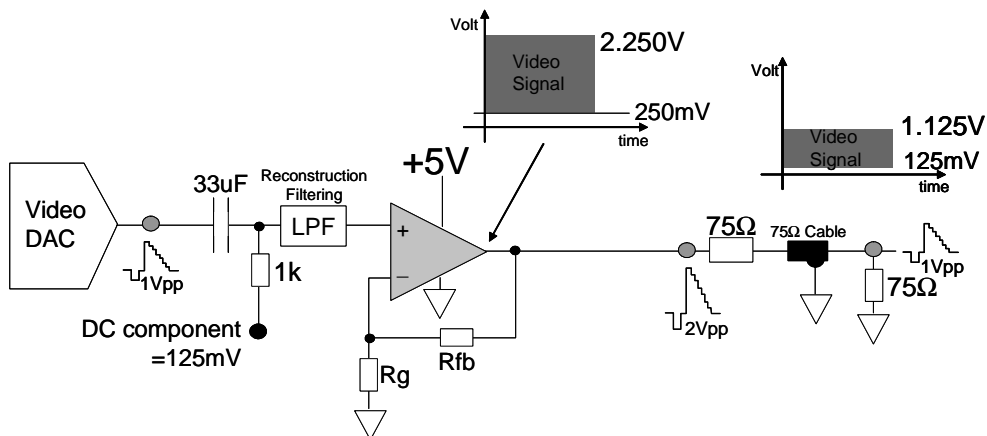 Volt
2.250V
Video
Signal
250mV
time
Volt
Video
Signal
1.125V
125mV
time
+5V
Reconstruction
Filtering
33uF
Video
DAC
LPF
+
75Ω
75Ω Cable
1Vpp
1k
−
1Vpp
75Ω
DC component
=125mV
2Vpp
Rfb
Rg